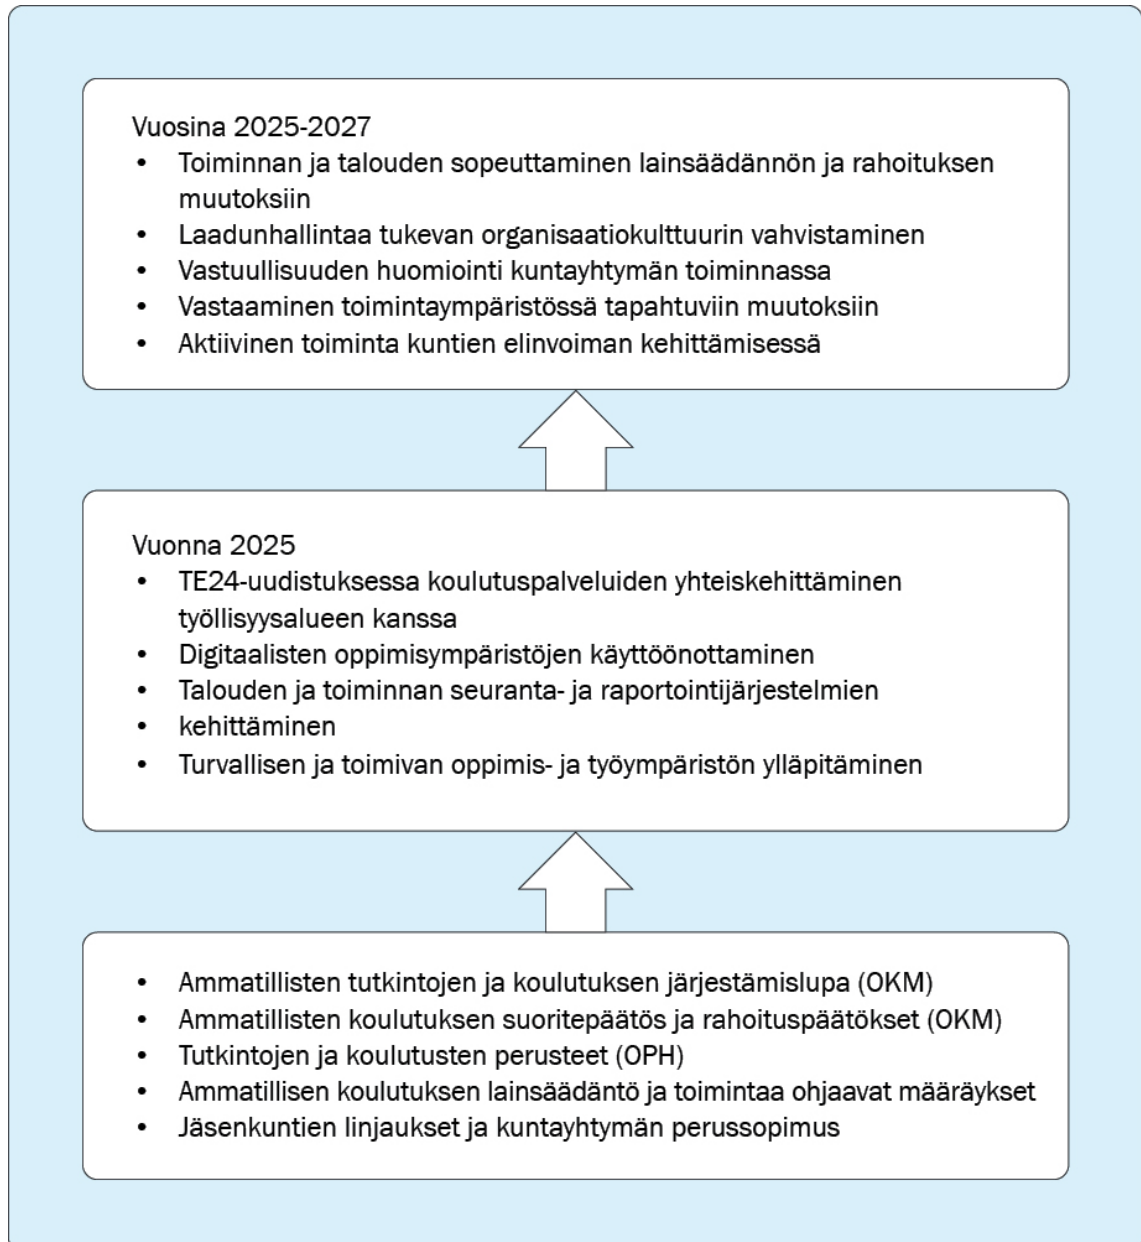 Vuosina 2025-2027
• Toiminnan ja talouden sopeuttaminen lainsäädännön ja rahoituksen
muutoksiin
• Laadunhallintaa tukevan organisaatiokulttuurin vahvistaminen
• Vastuullisuuden huomiointi kuntayhtymän toiminnassa
• Vastaaminen toimintaympäristössä tapahtuviin muutoksiin
• Aktiivinen toiminta kuntien elinvoiman kehittämisessä
Vuonna 2025
• TE24-uudistuksessa koulutuspalveluiden yhteiskehittäminen
työllisyysalueen kanssa
• Digitaalisten oppimisympäristöjen käyttöönottaminen
• Talouden ja toiminnan seuranta- ja raportointijärjestelmien
• kehittäminen
• Turvallisen ja toimivan oppimis- ja työympäristön ylläpitäminen
• Ammatillisten tutkintojen ja koulutuksen järjestämislupa (OKM)
• Ammatillisten koulutuksen suoritepäätös ja rahoituspäätökset (OKM)
• Tutkintojen ja koulutusten perusteet (OPH)
• Ammatillisen koulutuksen lainsäädäntö ja toimintaa ohjaavat määräykset
• Jäsenkuntien linjaukset ja kuntayhtymän perussopimus